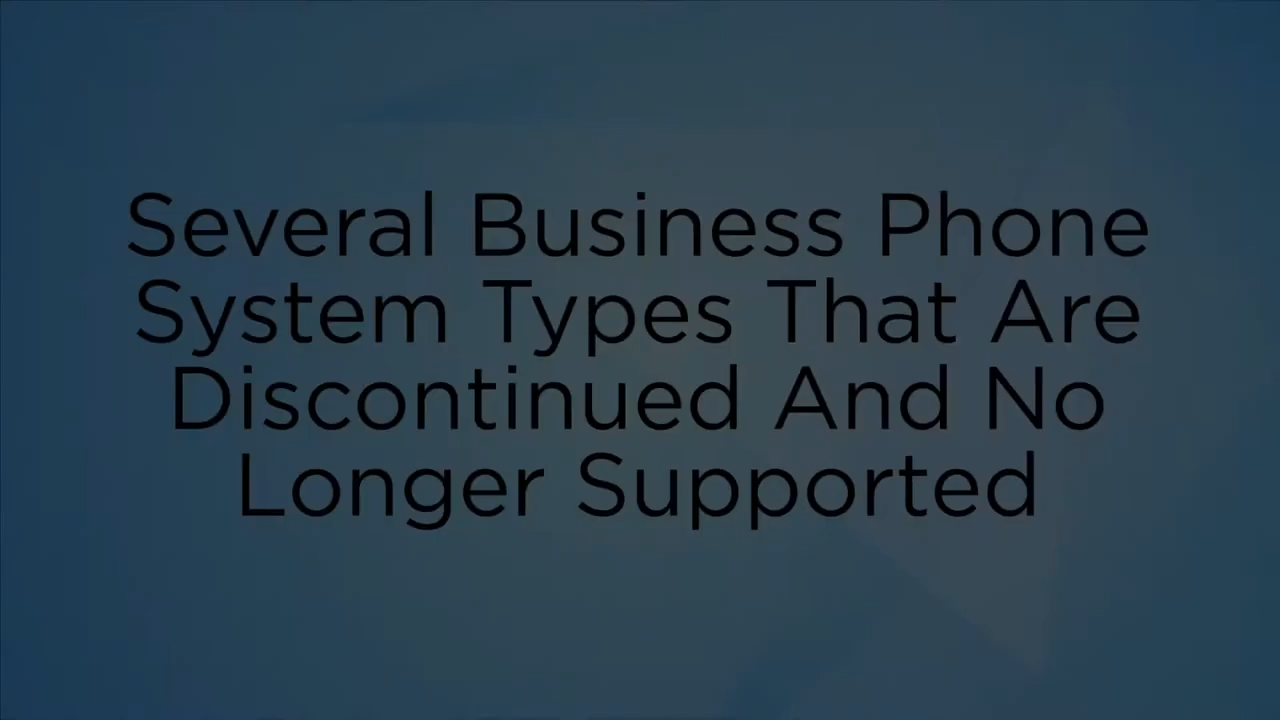 Several Business Phone
System Types That Are
Discontinued And No
Longer Supported